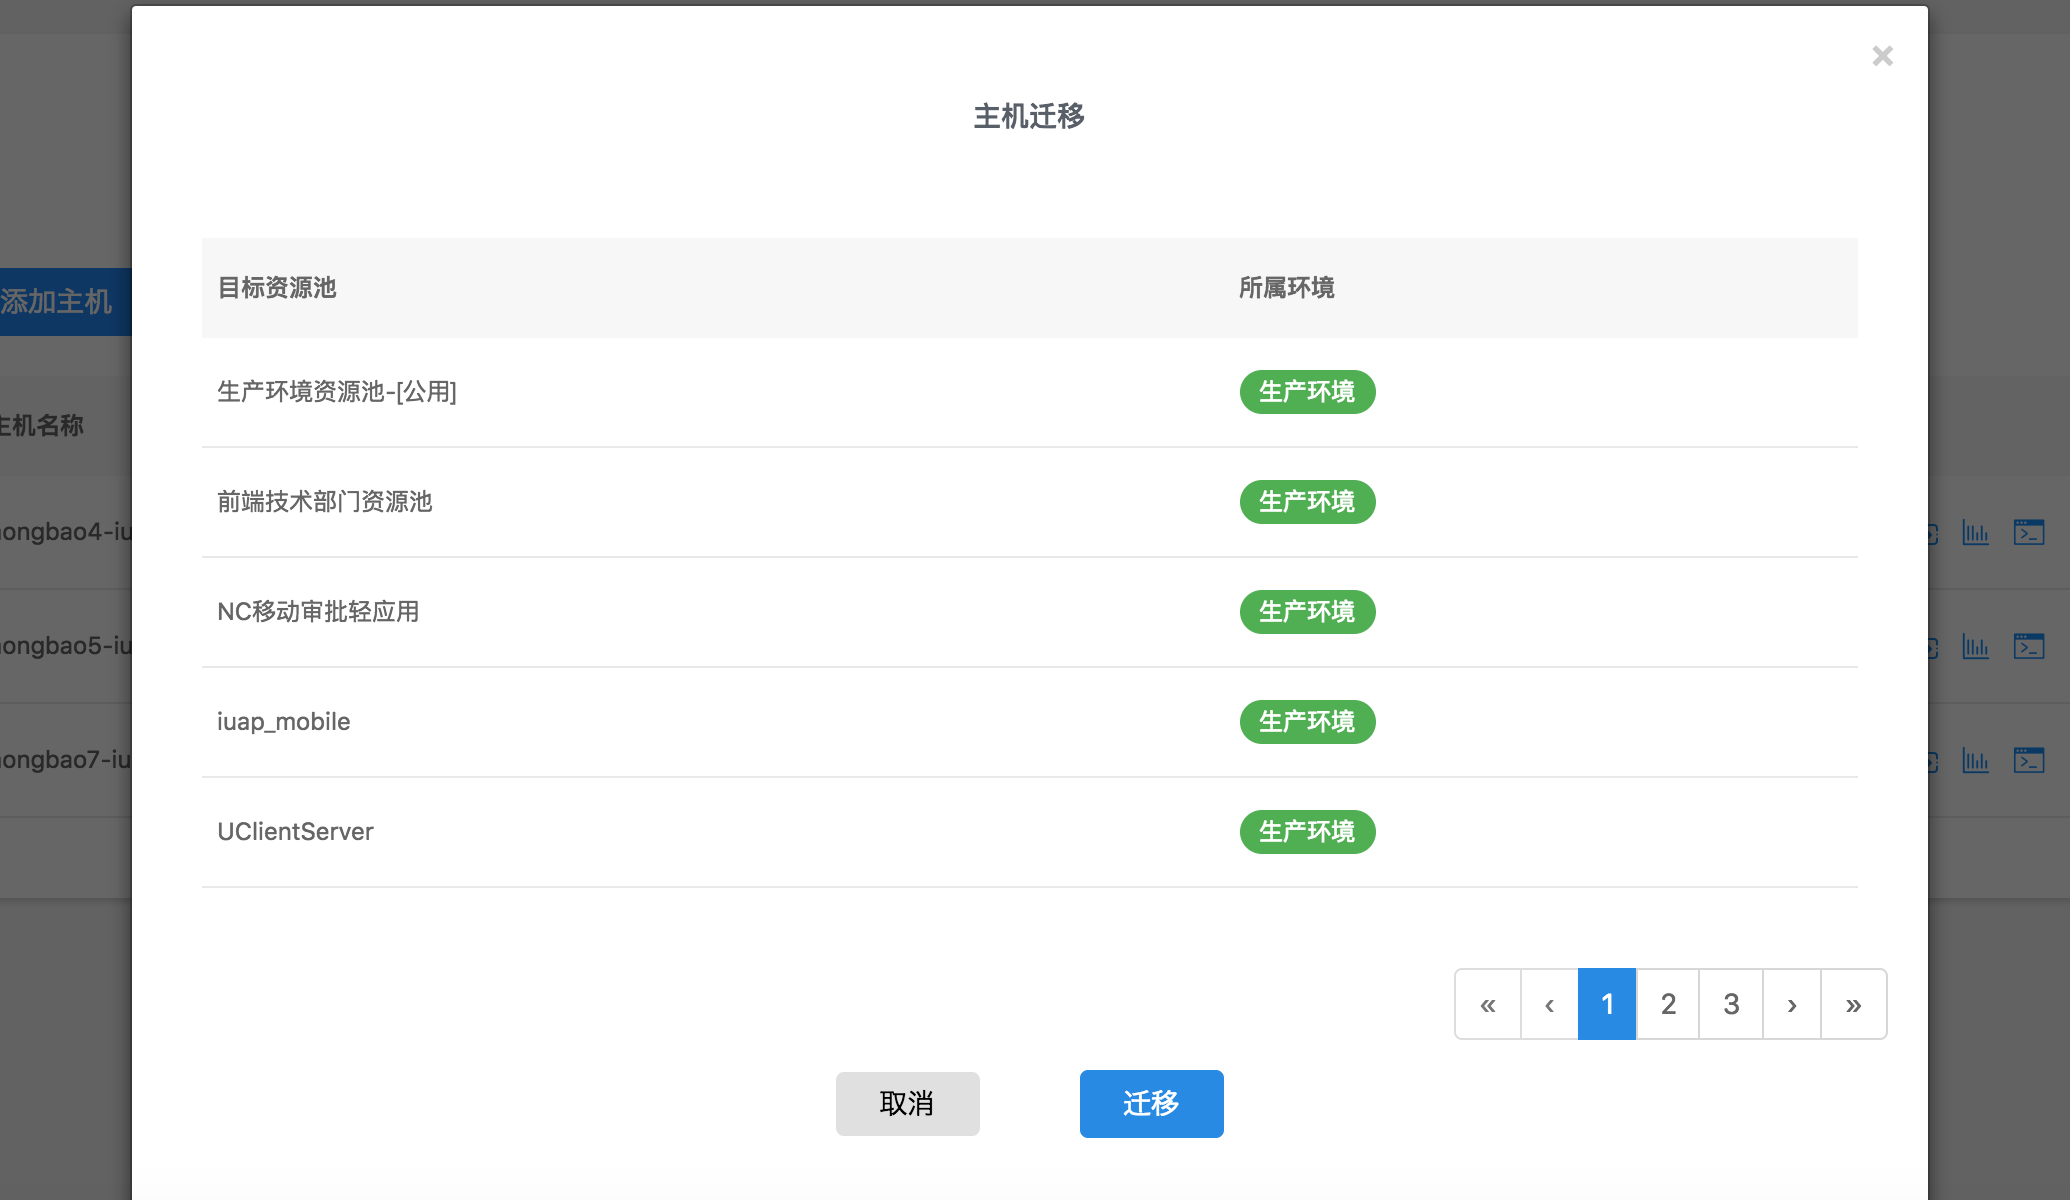 主机迁移
目标资源池 所属环境
生产环境资源池-[公用] 生产环境
前端技术部门资源池 生产环境
NC移动审批轻应用 生产环境
iuap_mobile 生产环境
UClientServer 生产环境
« ‹ 1 2 3 › »
取消 迁移
添加主机
主机名称
ongbao4-iu
ongbao5-iu
ongbao7-iu